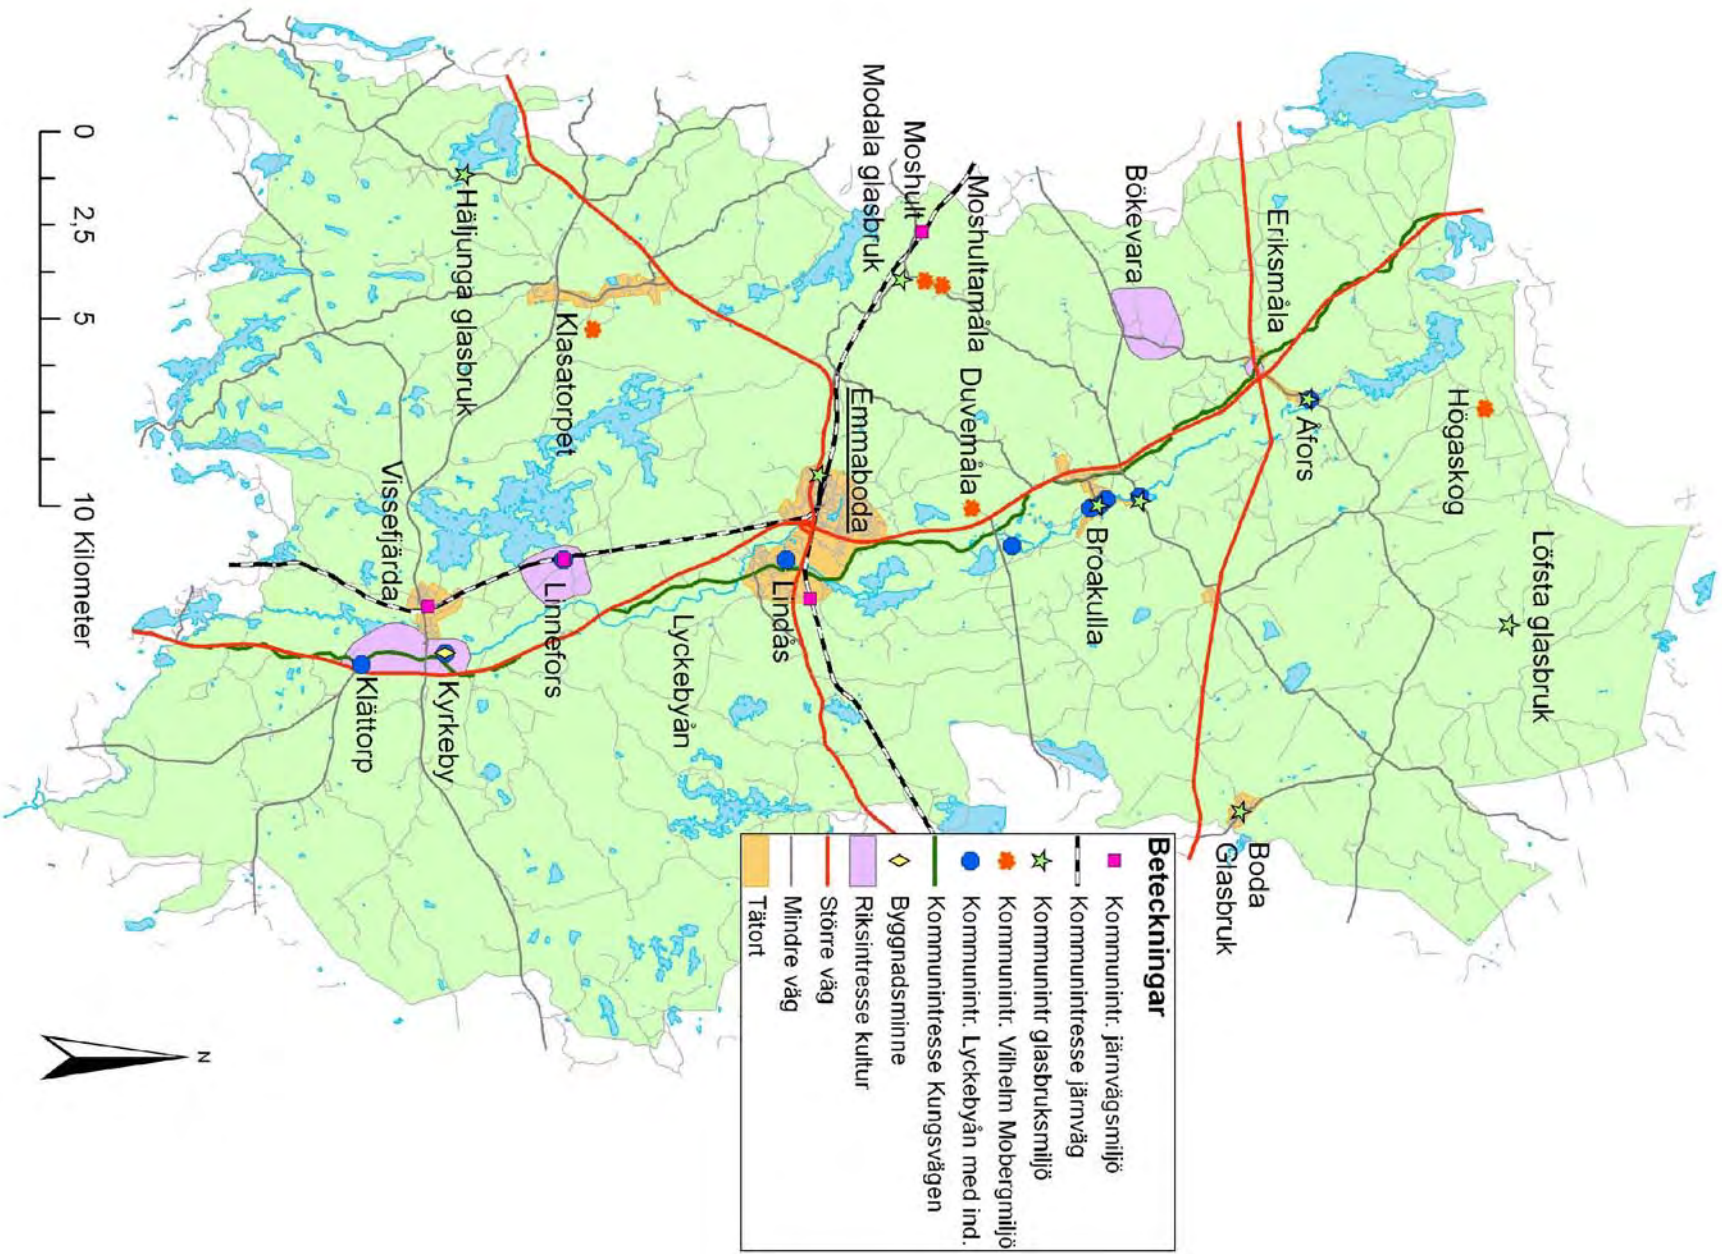 Löfsta glasbruk
Högaskog
Åfors
Eriksmåla
Boda
Glasbruk
Bökevara
Broakulla
Moshultamåla
Duvemåla
Moshult
Modala glasbruk
Emmaboda
Lindås
Lyckebyån
Klasatorpet
Linnefors
Häljunga glasbruk
Vissefjärda
Kyrkeby
Klättorp
Beteckningar
Kommunintr. järnvägsmiljö
Kommunintresse järnväg
Kommunintr glasbruksmiljö
Kommunintr. Vilhelm Mobergmiljö
Kommunintr. Lyckebyån med ind.
Kommunintresse Kungsvägen
Byggnadsminne
Riksintresse kultur
Större väg
Mindre väg
Tätort
0 2,5 5 10 Kilometer
N